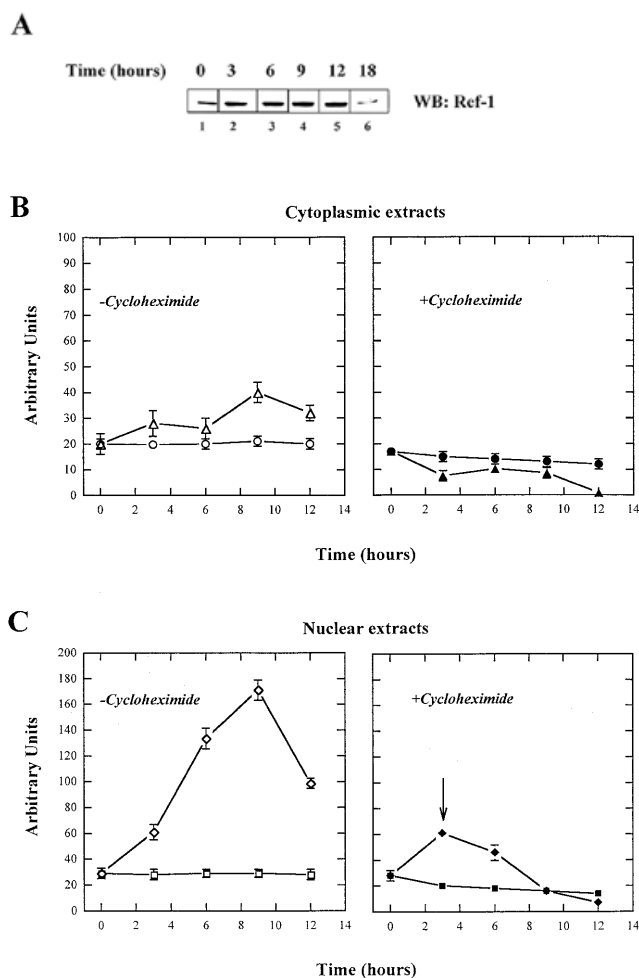 A
Time (hours) 0 3 6 9 12 18
WB: Ref-1
1 2 3 4 5 6
B
Cytoplasmic extracts
100
90
80
70
60
50
40
30
20
10
0
Arbitrary Units
-Cycloheximide
+Cycloheximide
0 2 4 6 8 10 12 14
0 2 4 6 8 10 12 14
Time (hours)
C
Nuclear extracts
200
180
160
140
120
100
80
60
40
20
0
Arbitrary Units
-Cycloheximide
+Cycloheximide
0 2 4 6 8 10 12 14
0 2 4 6 8 10 12 14
Time (hours)